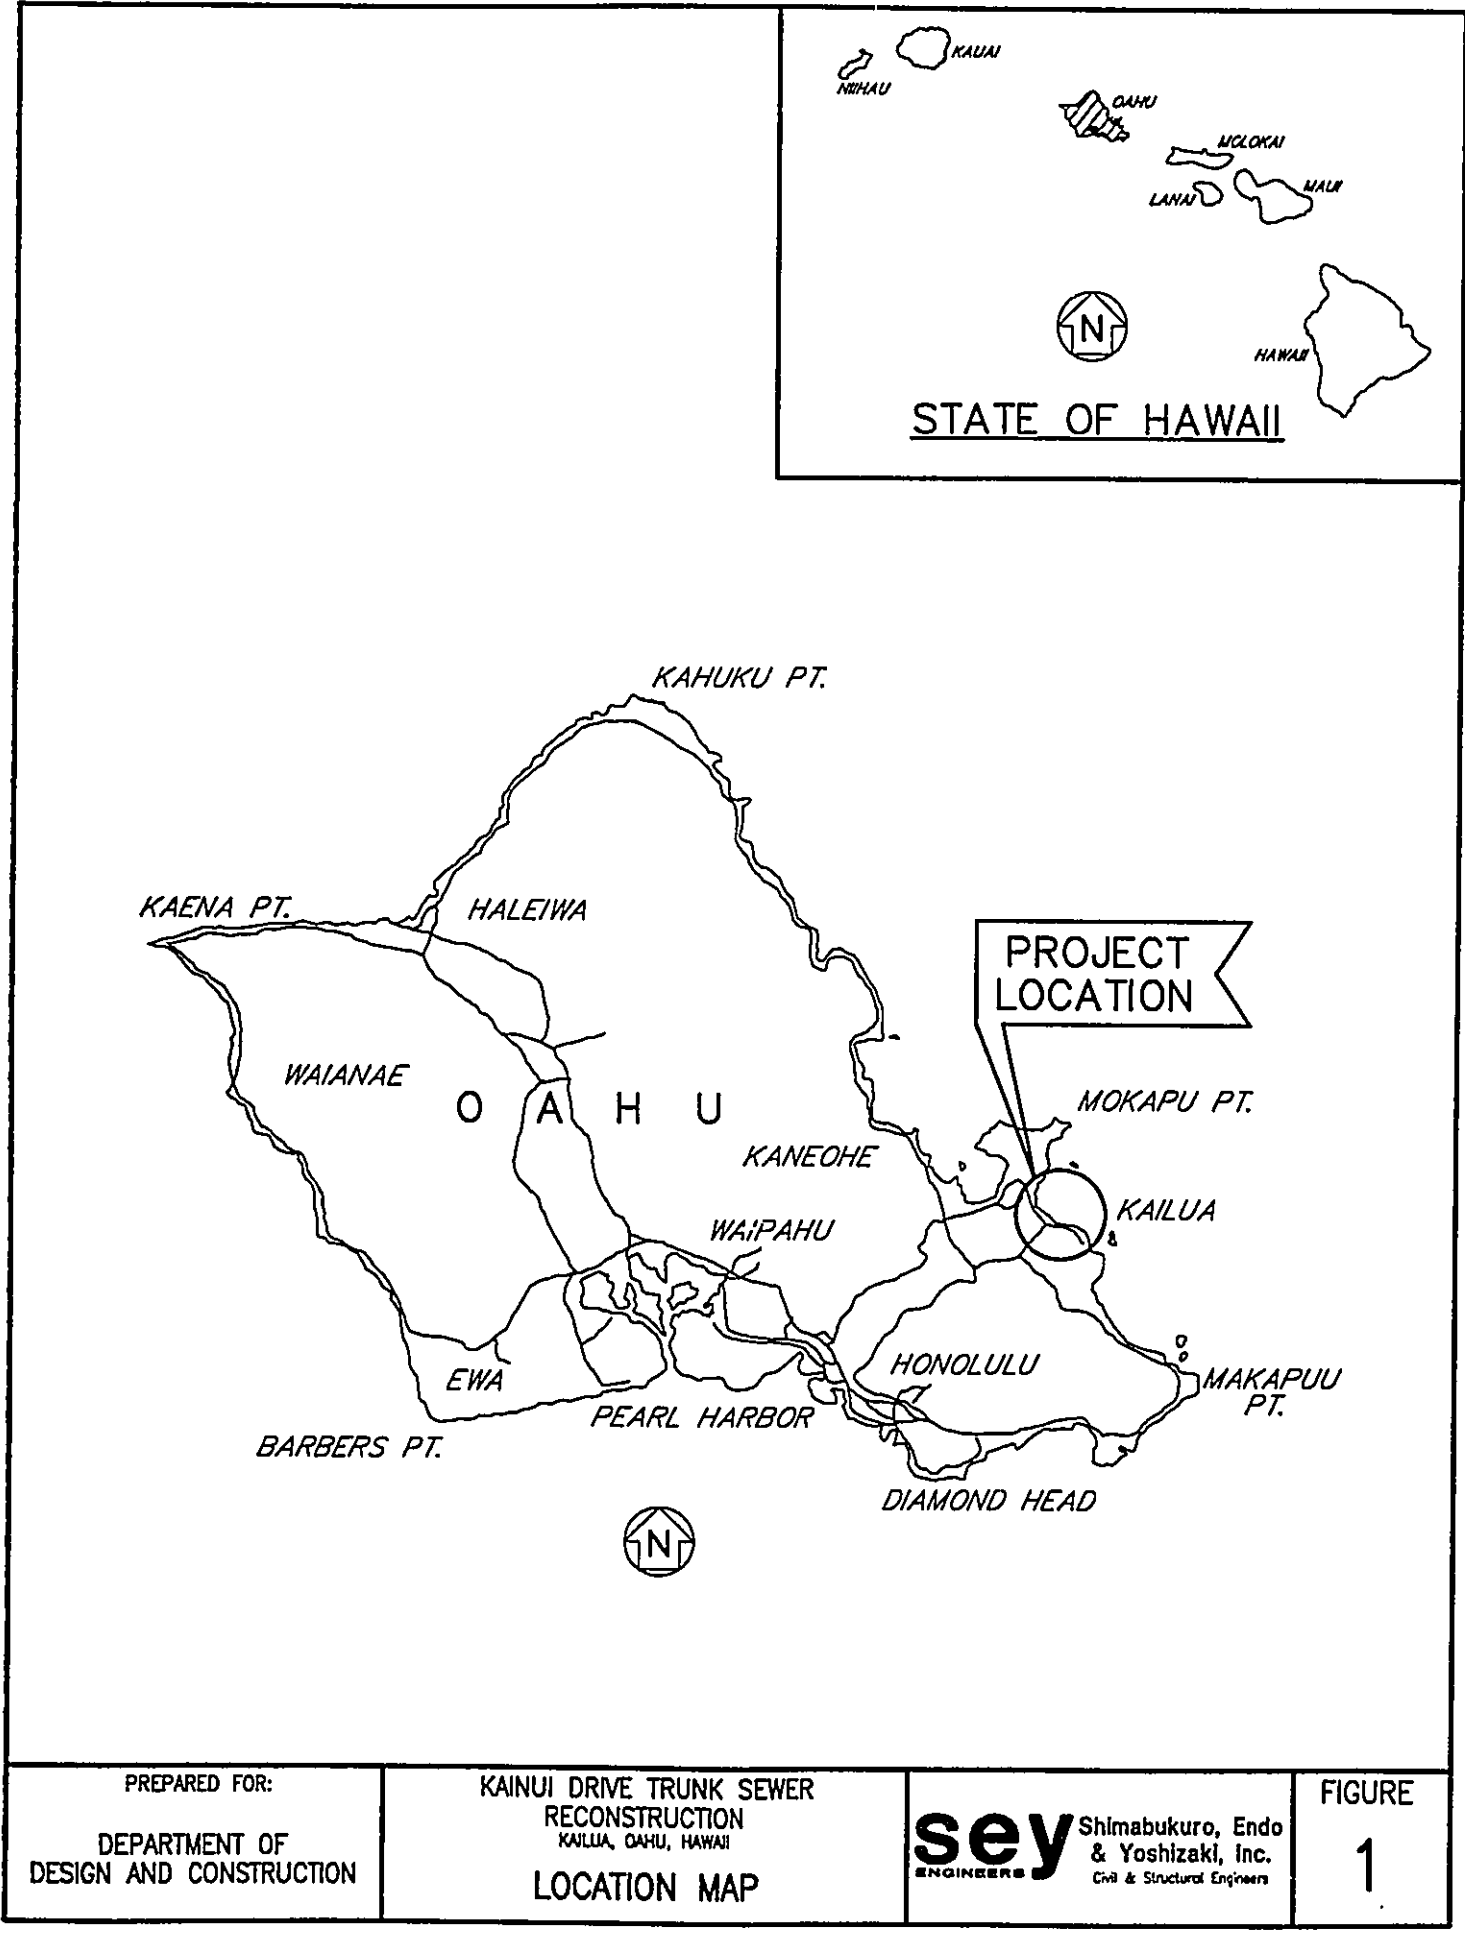 KAUAI
NIIHAU
OAHU
MOLOKAI
LANAI
MAUI
HAWAII
N
STATE OF HAWAII
KAHUKU PT.
KAENA PT.
HALEIWA
PROJECT
LOCATION
WAIANAE
OAHU
MOKAPU PT.
KANEOHE
KAILUA
WAIPAHU
HONOLULU
EWA
MAKAPUU
PT.
PEARL HARBOR
BARBERS PT.
DIAMOND HEAD
N
PREPARED FOR:
DEPARTMENT OF
DESIGN AND CONSTRUCTION
KAINUI DRIVE TRUNK SEWER
RECONSTRUCTION
KAILUA, OAHU, HAWAII
LOCATION MAP
sey
ENGINEERS
Shimabukuro, Endo
& Yoshizaki, Inc.
Civil & Structural Engineers
FIGURE
1